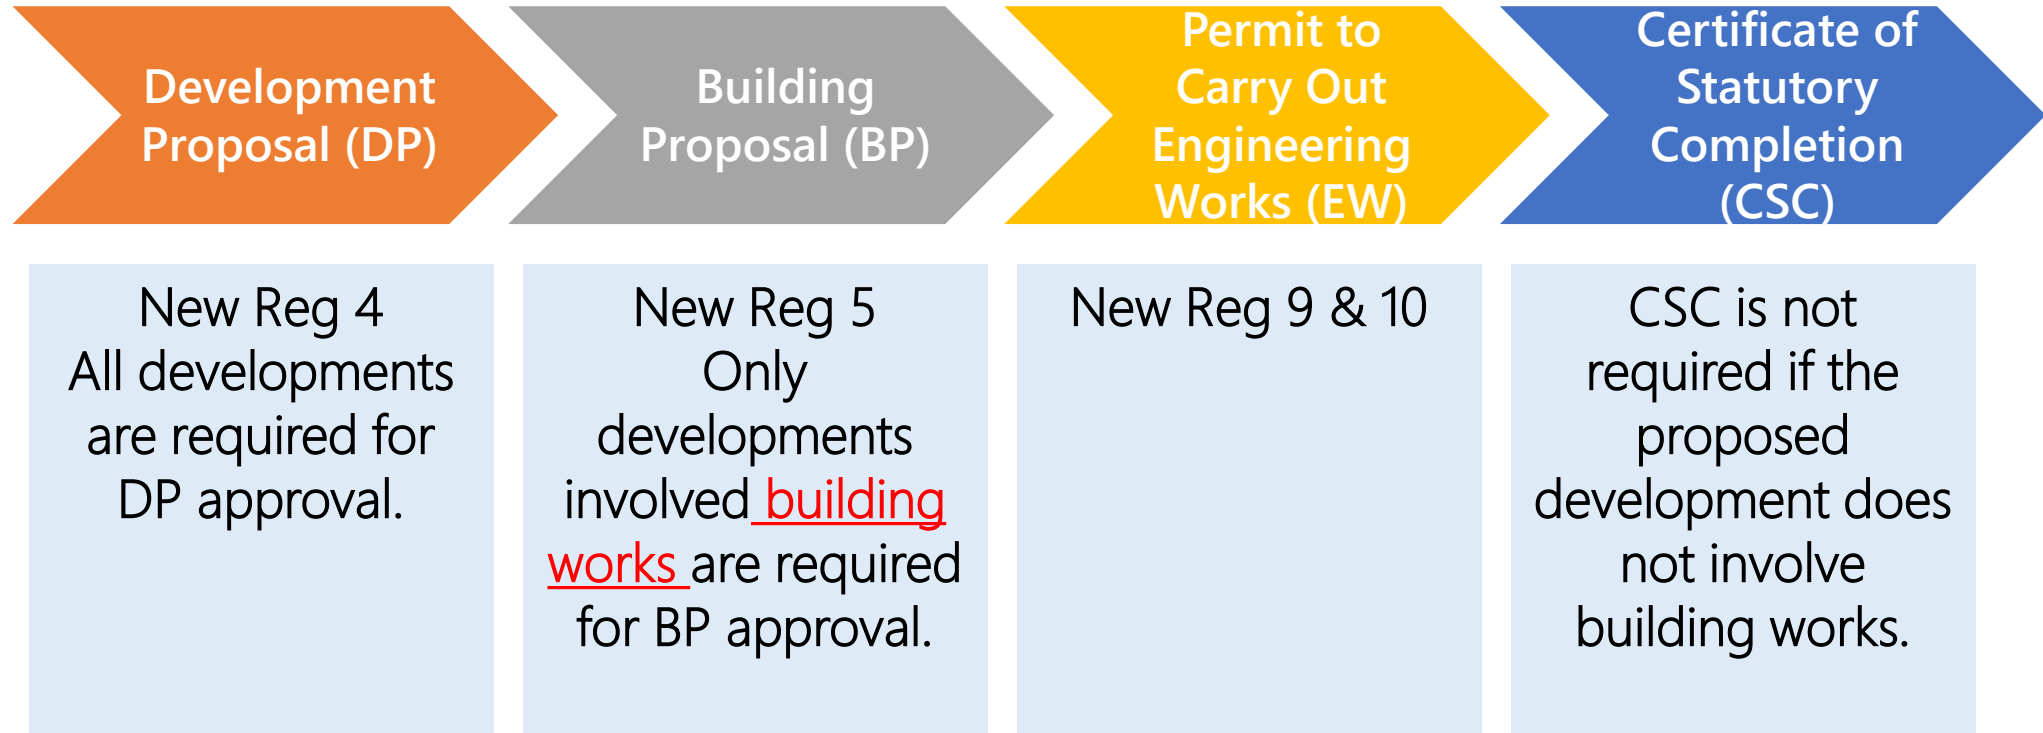 Development
Proposal (DP)
Building
Proposal (BP)
Permit to
Carry Out
Engineering
Works (EW)
Certificate of
Statutory
Completion
(CSC)
New Reg 4
All developments
are required for
DP approval.
New Reg 5
Only
developments
involved building
works are required
for BP approval.
New Reg 9 & 10
CSC is not
required if the
proposed
development does
not involve
building works.